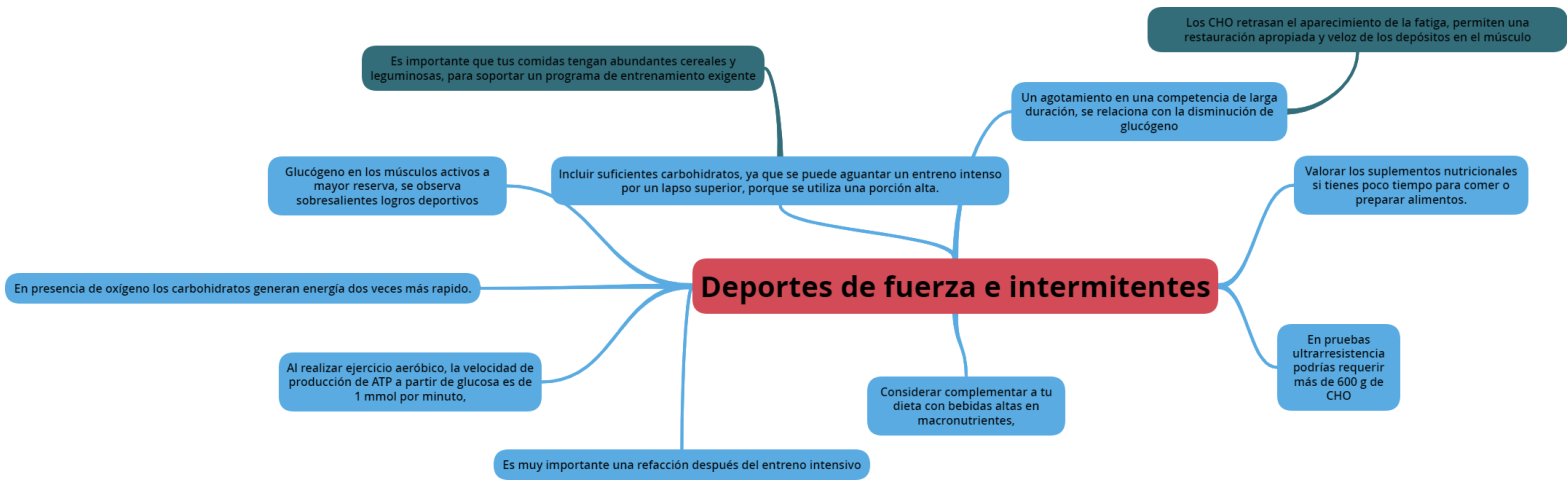 Los CHO retrasan el aparecimiento de la fatiga, permiten una
restauración apropiada y veloz de los depósitos en el músculo
Es importante que tus comidas tengan abundantes cereales y
leguminosas, para soportar un programa de entrenamiento exigente
Un agotamiento en una competencia de larga
duración, se relaciona con la disminución de
glucógeno
Glucógeno en los músculos activos a
mayor reserva, se observa
sobresalientes logros deportivos
Incluir suficientes carbohidratos, ya que se puede aguantar un entreno intenso
por un lapso superior, porque se utiliza una porción alta.
Valorar los suplementos nutricionales
si tienes poco tiempo para comer o
preparar alimentos.
En presencia de oxígeno los carbohidratos generan energía dos veces más rapido.
Deportes de fuerza e intermitentes
Al realizar ejercicio aeróbico, la velocidad de
producción de ATP a partir de glucosa es de
1 mmol por minuto,
En pruebas
ultrarresistencia
podrías requerir
más de 600 g de
CHO
Considerar complementar a tu
dieta con bebidas altas en
macronutrientes,
Es muy importante una refacción después del entreno intensivo